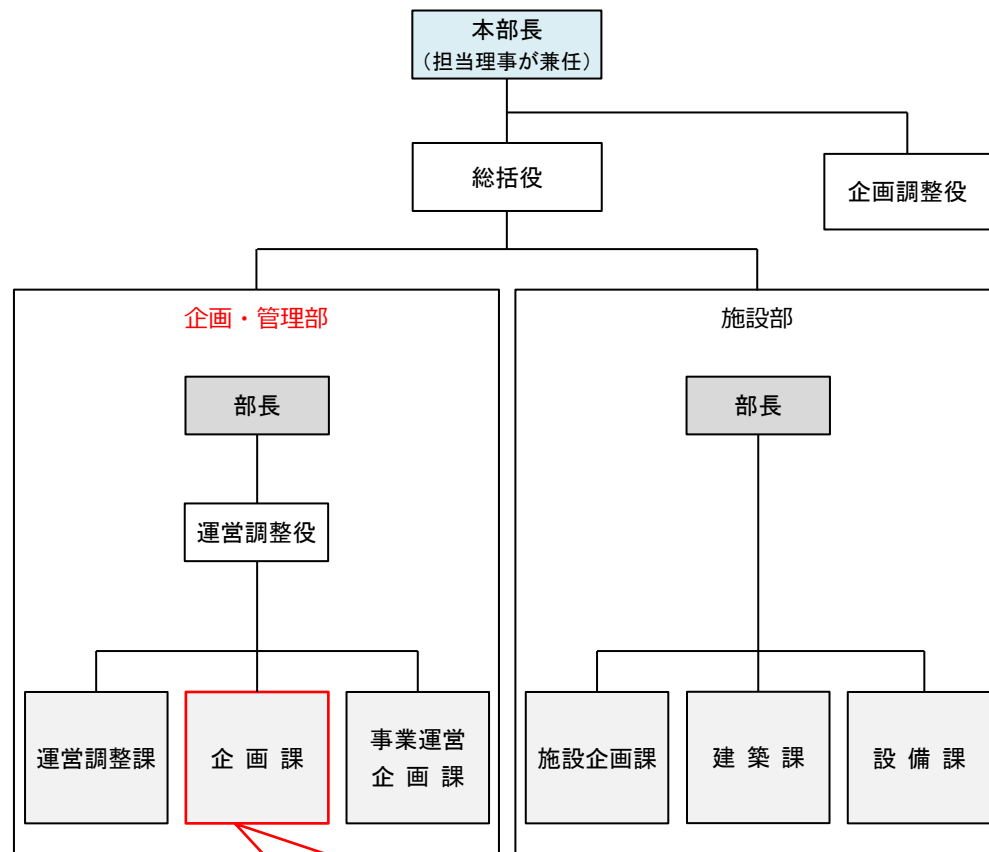 本部長
（担当理事が兼任）
総括役
企画調整役
企画・管理部
施設部
部長
部長
運営調整役
運営調整課
企 画 課
事業運営
企 画 課
施設企画課
建 築 課
設 備 課